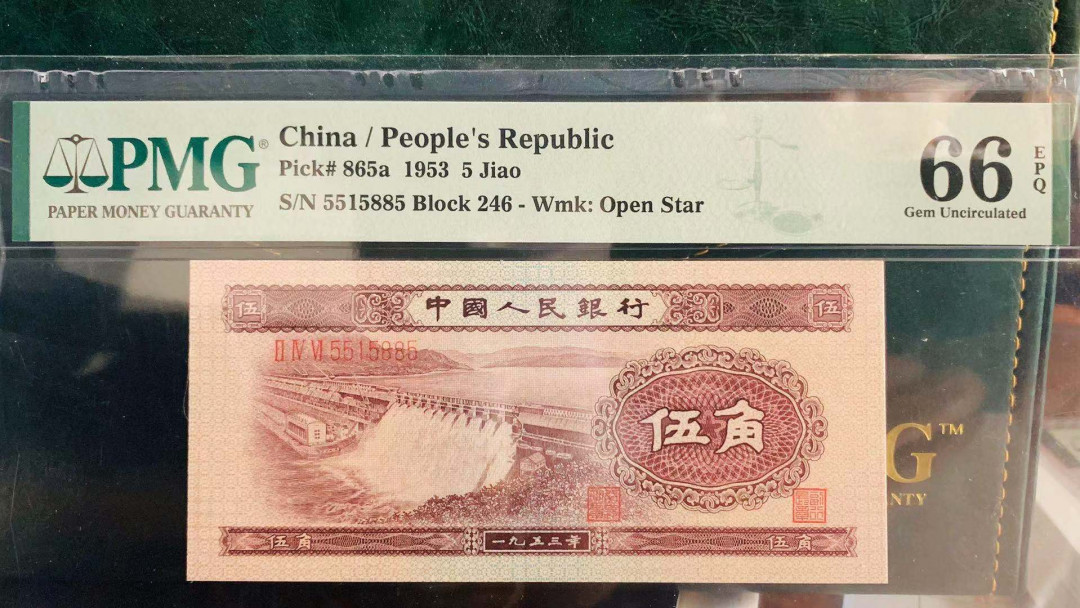 PMG®
PAPER MONEY GUARANTY
China / People's Republic
Pick# 865a 1953 5 Jiao
S/N 5515885 Block 246 - Wmk: Open Star
66
EPQ
Gem Uncirculated
伍
中國人民銀行
伍
II IV VI 5515885
伍角
伍角
一九五三年
伍角
G™
NTY